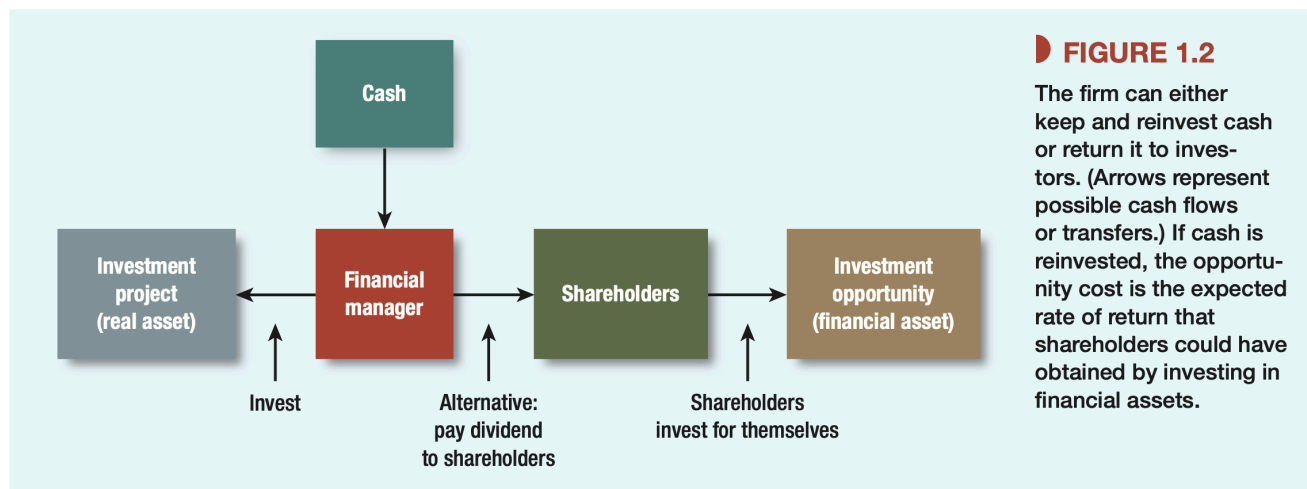 Cash
Investment
project
(real asset)
Financial
manager
Shareholders
Investment
opportunity
(financial asset)
Invest
Alternative:
pay dividend
to shareholders
Shareholders
invest for themselves
FIGURE 1.2
The firm can either
keep and reinvest cash
or return it to inves-
tors. (Arrows represent
possible cash flows
or transfers.) If cash is
reinvested, the opportu-
nity cost is the expected
rate of return that
shareholders could have
obtained by investing in
financial assets.